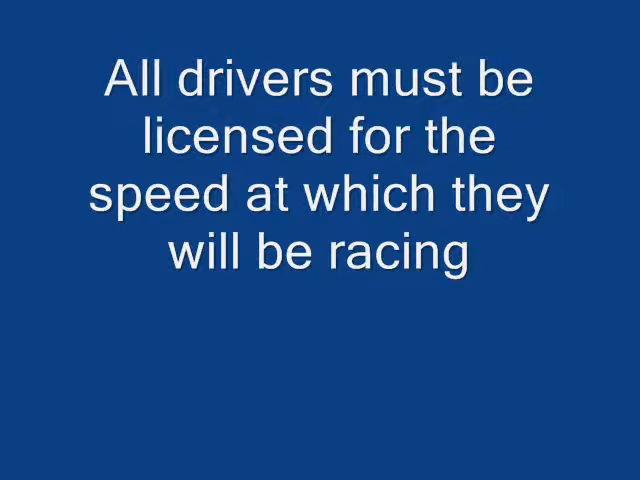 All drivers must be
licensed for the
speed at which they
will be racing